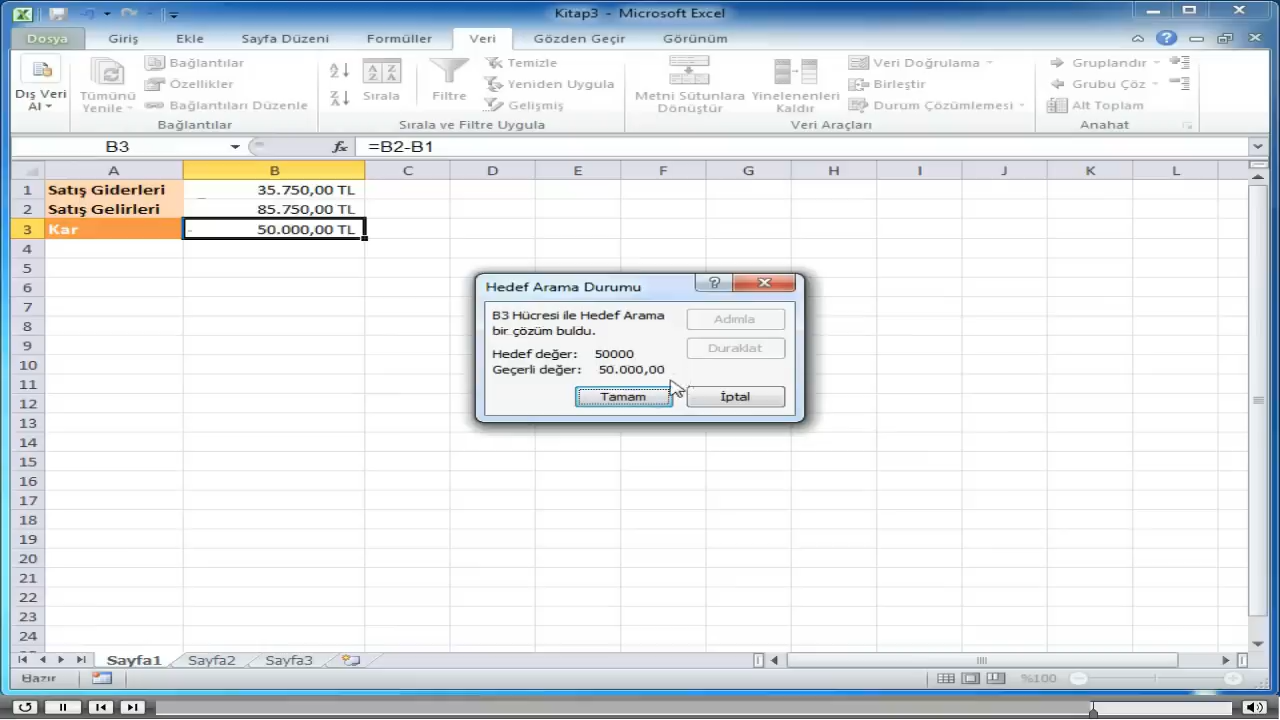 Kitap3 - Microsoft Excel
Dosya Giriş Ekle Sayfa Düzeni Formüller Veri Gözden Geçir Görünüm
Dış Veri Al
Tümünü Yenile
Bağlantılar
Özellikler
Bağlantıları Düzenle
Bağlantılar
Sırala
Filtre
Temizle
Yeniden Uygula
Gelişmiş
Sırala ve Filtre Uygula
Metni Sütunlara Dönüştür
Yinelenenleri Kaldır
Veri Doğrulama
Birleştir
Durum Çözümlemesi
Veri Araçları
Gruplandır
Grubu Çöz
Alt Toplam
Anahat
B3 fx =B2-B1
A B C D E F G H I J K L
1 Satış Giderleri 35.750,00 TL
2 Satış Gelirleri 85.750,00 TL
3 Kar 50.000,00 TL
4
5
6
7
8
9
10
11
12
13
14
15
16
17
18
19
20
21
22
23
24
Hedef Arama Durumu
B3 Hücresi ile Hedef Arama
bir çözüm buldu.
Hedef değer: 50000
Geçerli değer: 50.000,00
Adımla
Duraklat
Tamam İptal
Sayfa1 Sayfa2 Sayfa3
Hazır %100